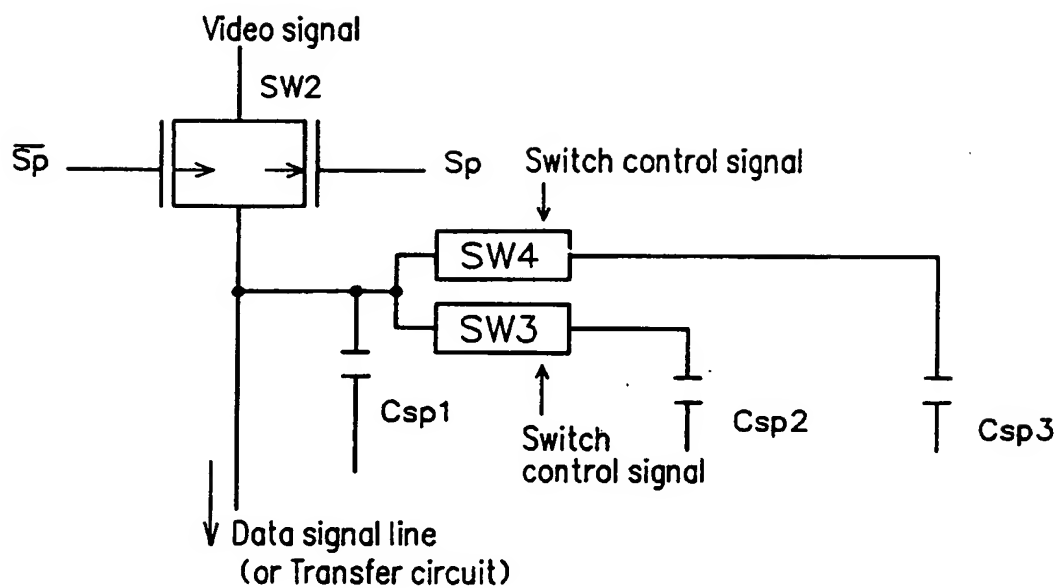 Video signal
SW2
S̅p̅
Sp
Switch control signal
SW4
SW3
Csp1
Switch
control signal
Csp2
Csp3
Data signal line
(or Transfer circuit)